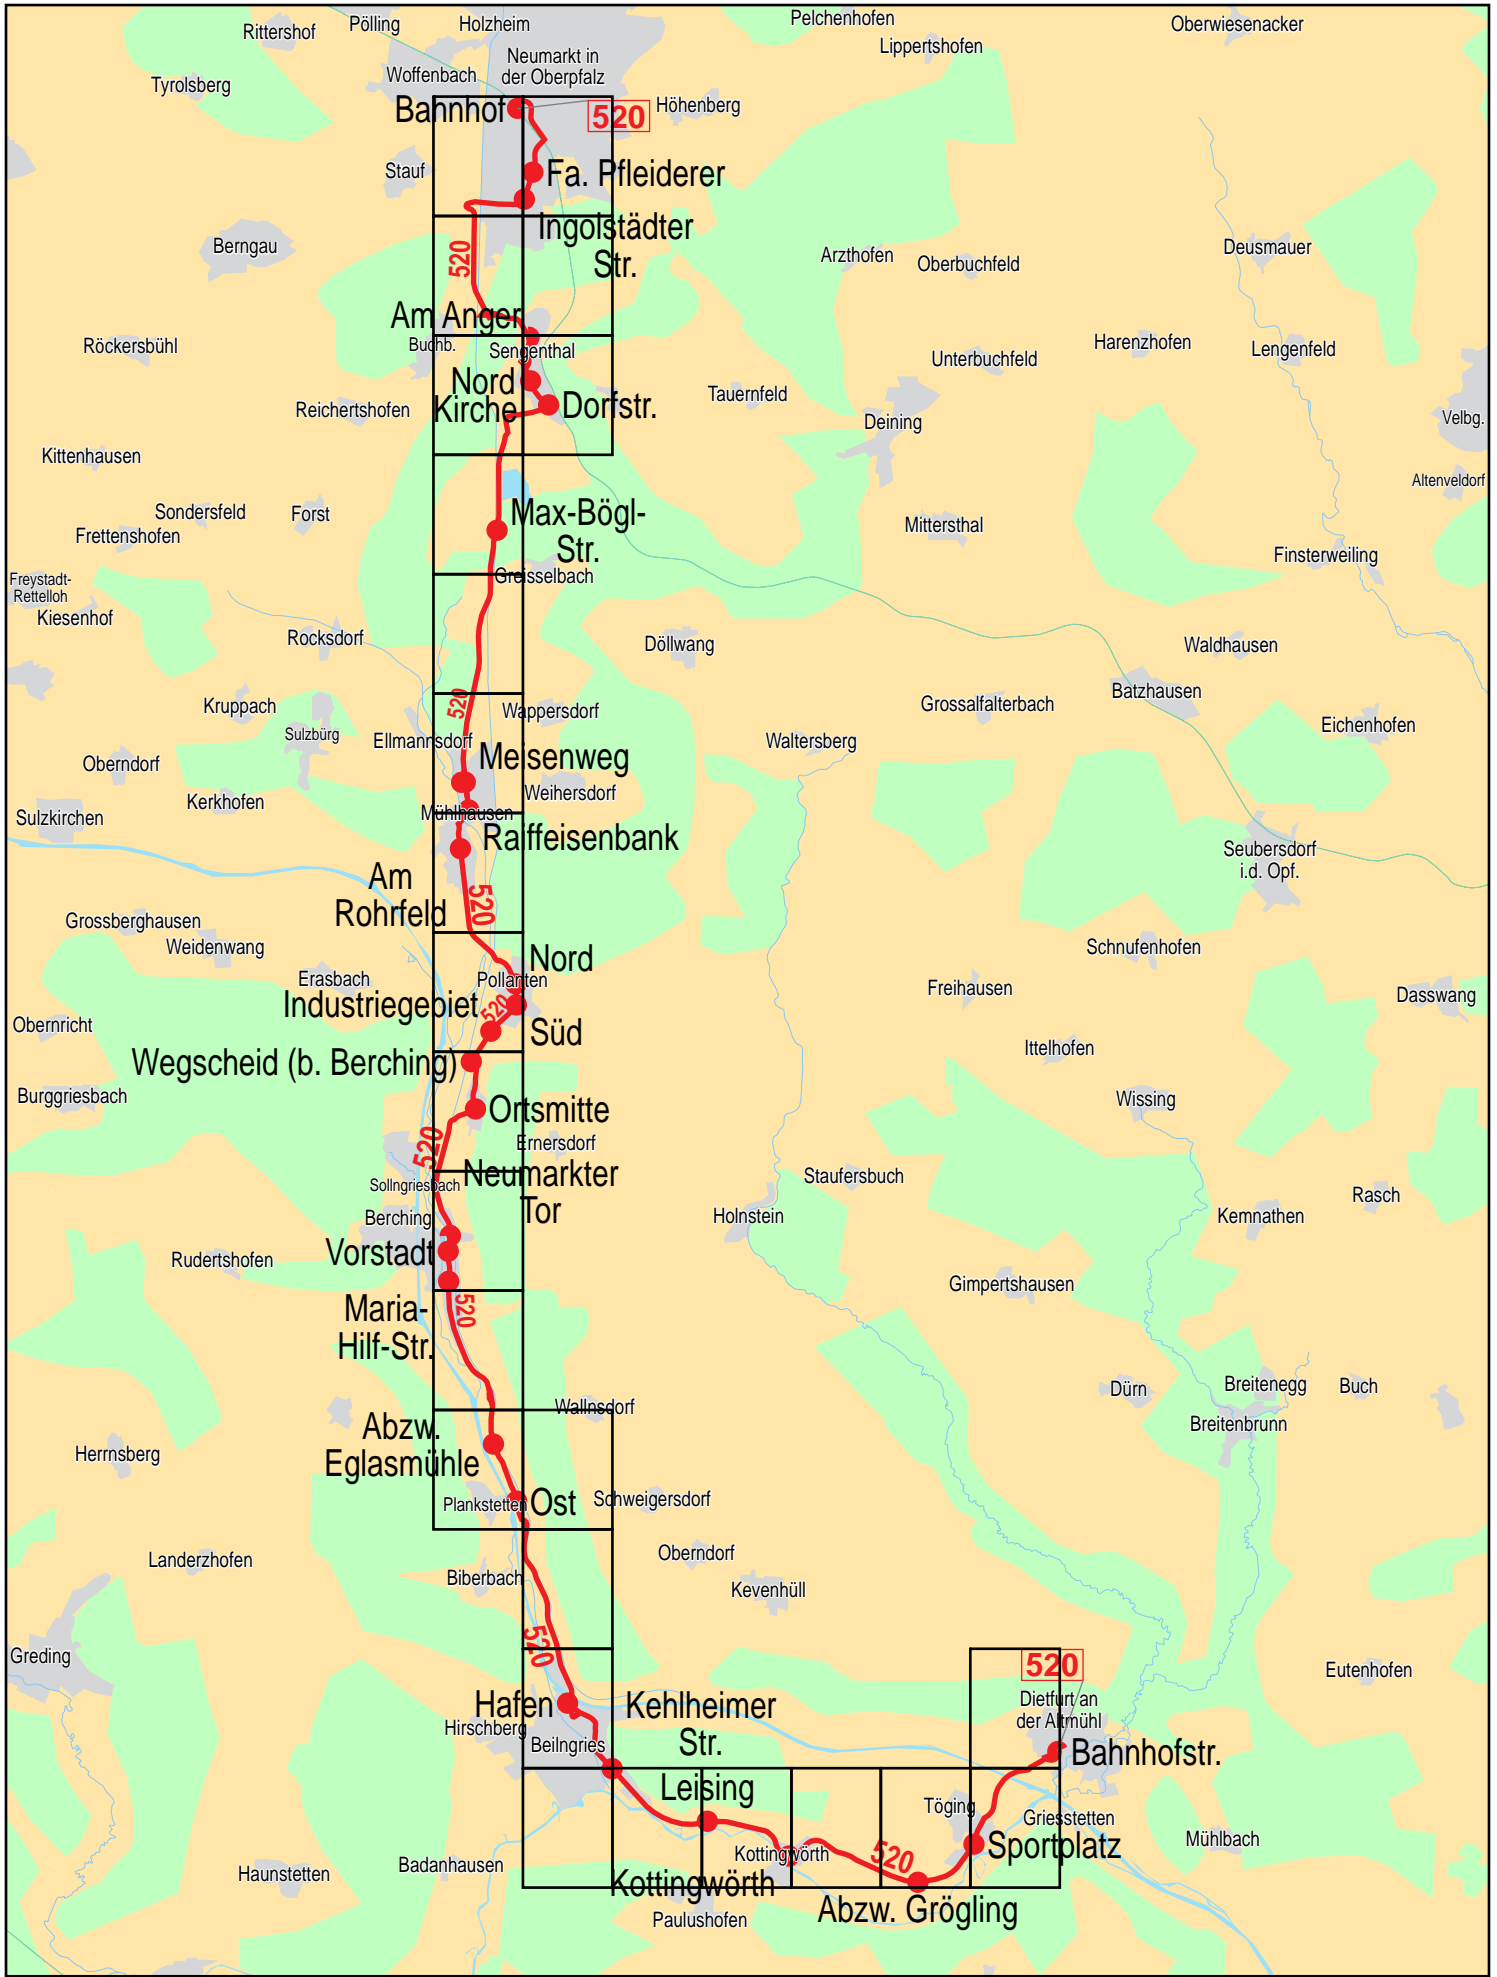 Rittershof
Pölling
Holzheim
Pelchenhofen
Lippertshofen
Oberwiesenacker
Tyrolsberg
Woffenbach
Neumarkt in
der Oberpfalz
Bahnhof
520
Höhenberg
Stauf
Fa. Pfleiderer
Berngau
520
Ingolstädter
Str.
Arzthofen
Oberbuchfeld
Deusmauer
Am Anger
Röckersbühl
Buchb.
Sengenthal
Unterbuchfeld
Harenzhofen
Lengenfeld
Reichertshofen
Nord
Kirche
Dorfstr.
Tauernfeld
Deining
Velbg.
Kittenhausen
Altenveldorf
Sondersfeld
Forst
Frettenshofen
Max-Bögl-
Str.
Mittersthal
Finsterweiling
Freystadt-
Rettelloh
Kiesenhof
Greisselbach
Rocksdorf
Döllwang
Waldhausen
Kruppach
520
Wappersdorf
Grossalfalterbach
Batzhausen
Sulzbürg
Ellmannsdorf
Waltersberg
Eichenhofen
Oberndorf
Meisenweg
Kerkhofen
Weihersdorf
Sulzkirchen
Mühlhausen
Raiffeisenbank
Seubersdorf
i.d. Opf.
Am
Rohrfeld
520
Grossberghausen
Weidenwang
Nord
Schnufenhofen
Erasbach
Pollanten
Freihausen
Dasswang
Industriegebiet
520
Obernricht
Süd
Ittelhofen
Wegscheid (b. Berching)
Burggriesbach
Ortsmitte
Wissing
520
Ernersdorf
Sollngriesbach
Neumarkter
Tor
Staufersbuch
Rasch
Berching
Holnstein
Kemnathen
Rudertshofen
Vorstadt
Gimpertshausen
Maria-
Hilf-Str.
520
Dürn
Breitenegg
Buch
Wallnsdorf
Breitenbrunn
Herrnsberg
Abzw.
Eglasmühle
Plankstetten
Ost
Schweigersdorf
Landerzhofen
Oberndorf
Biberbach
Kevenhüll
Greding
520
520
Eutenhofen
Hafen
Kehlheimer
Str.
Dietfurt an
der Altmühl
Hirschberg
Beilngries
Bahnhofstr.
Leising
Töging
Griesstetten
Sportplatz
Mühlbach
Haunstetten
Badanhausen
Kottingwörth
520
Kottingwörth
Abzw. Grögling
Paulushofen